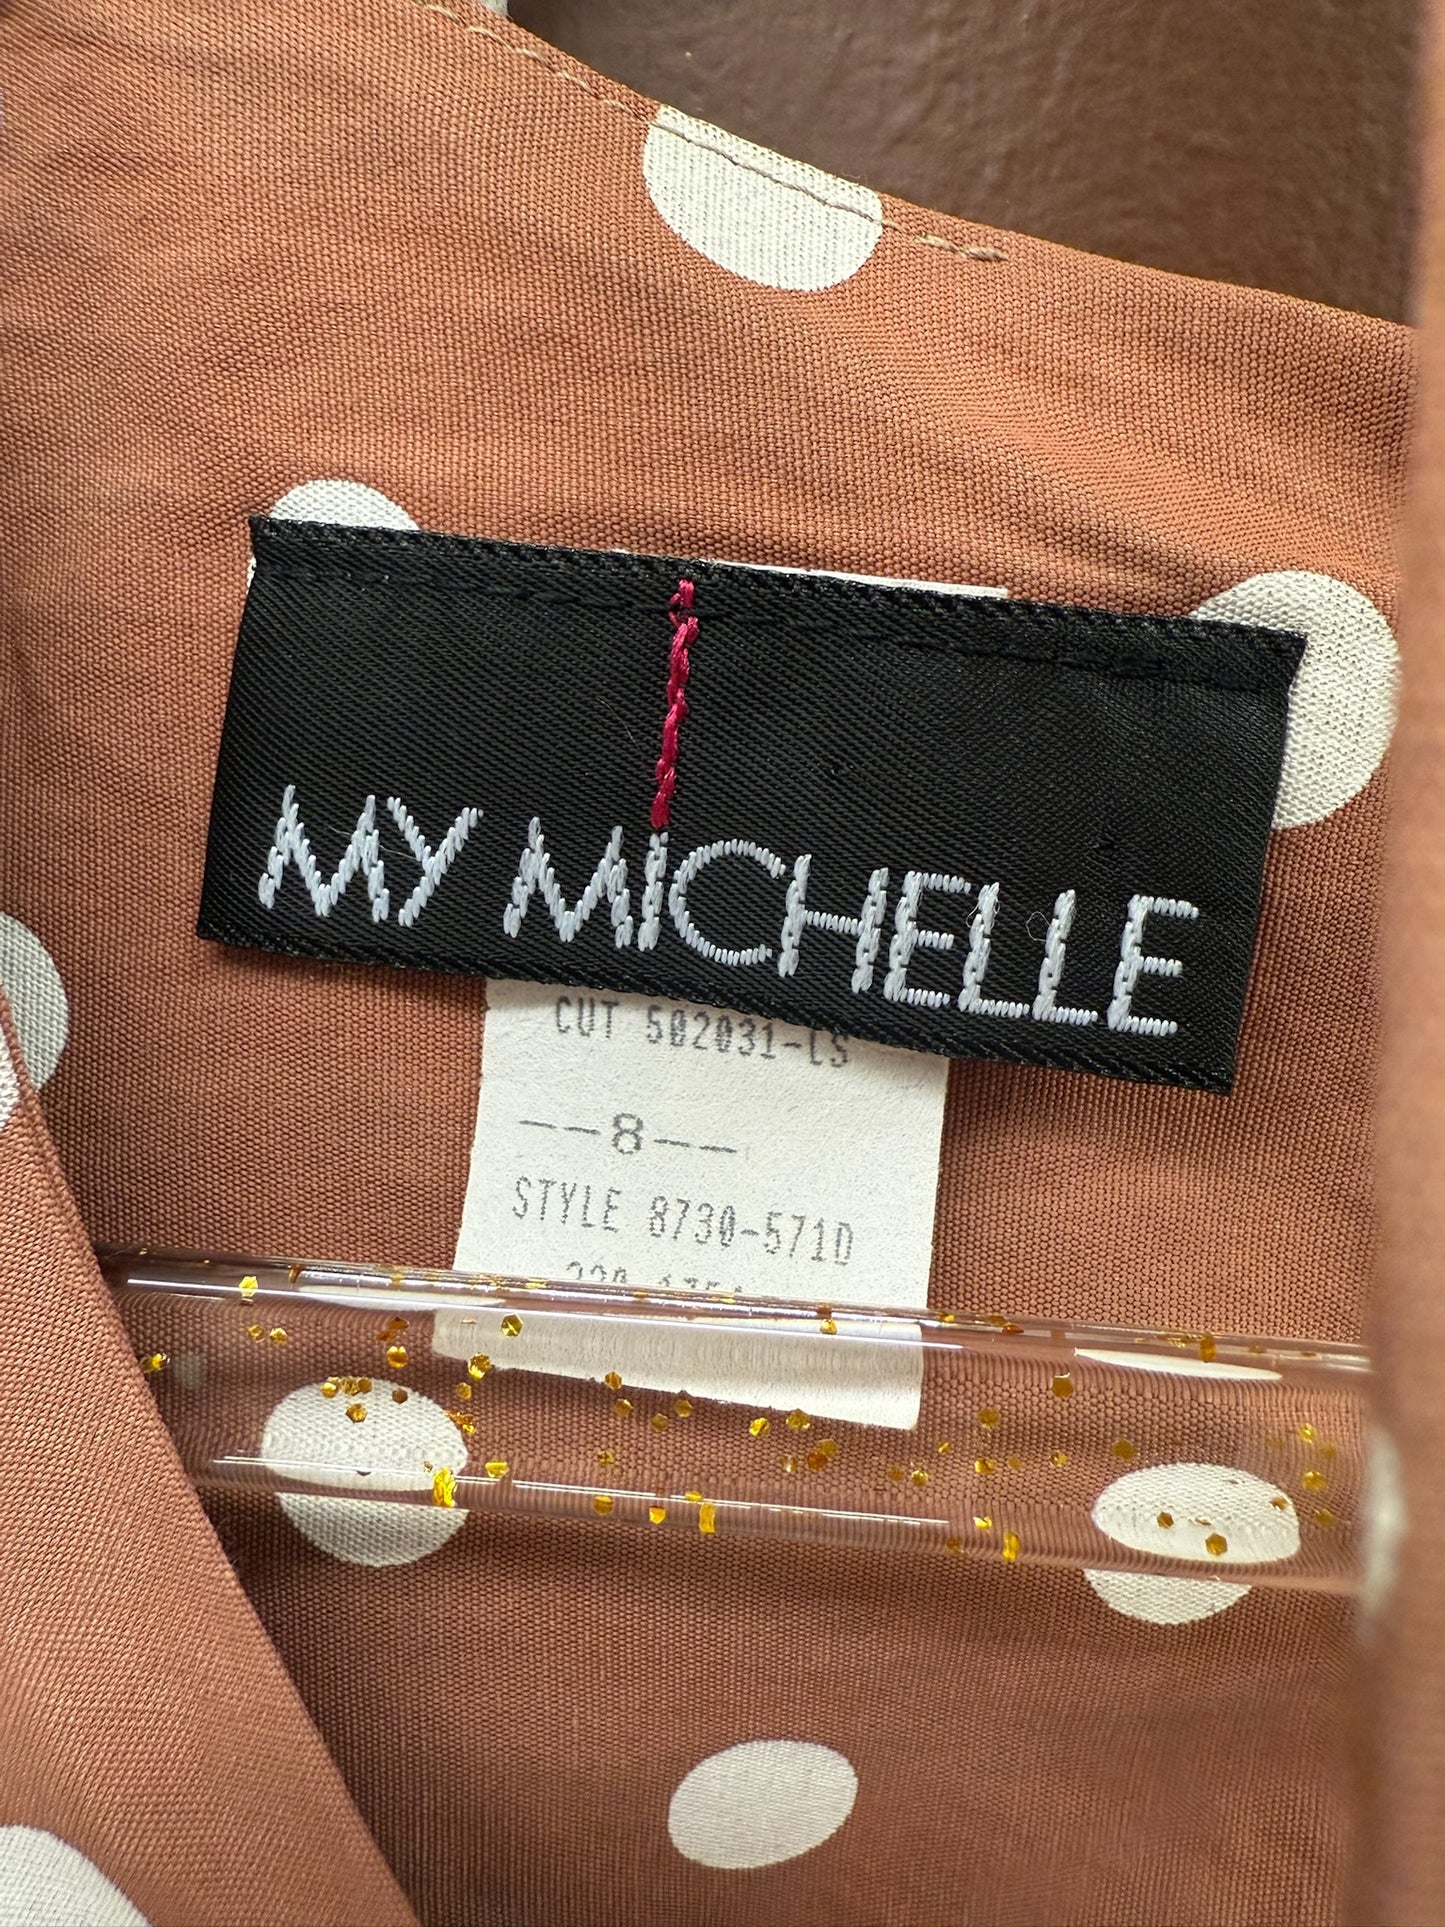 MY MICHELLE
CUT 502031-LS
--8--
STYLE 8730-571D